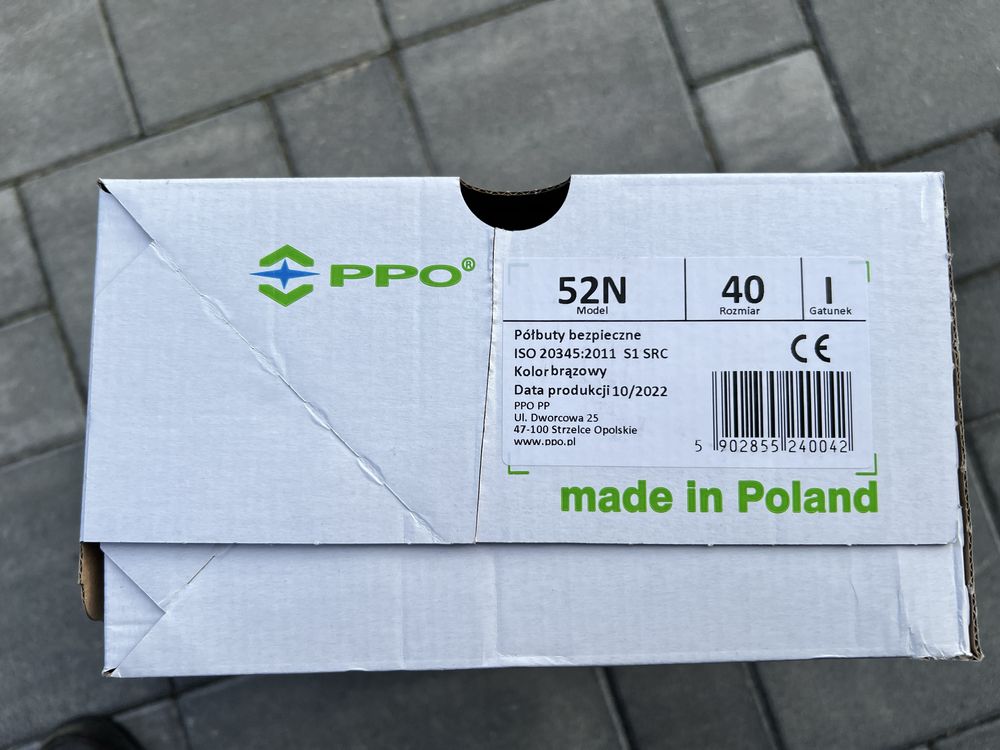 PPO®
52N
Model
40
Rozmiar
I
Gatunek
Półbuty bezpieczne
ISO 20345:2011 S1 SRC
Kolor brązowy
Data produkcji 10/2022
PPO PP
Ul. Dworcowa 25
47-100 Strzelce Opolskie
www.ppo.pl
CE
5 902855 240042
made in Poland